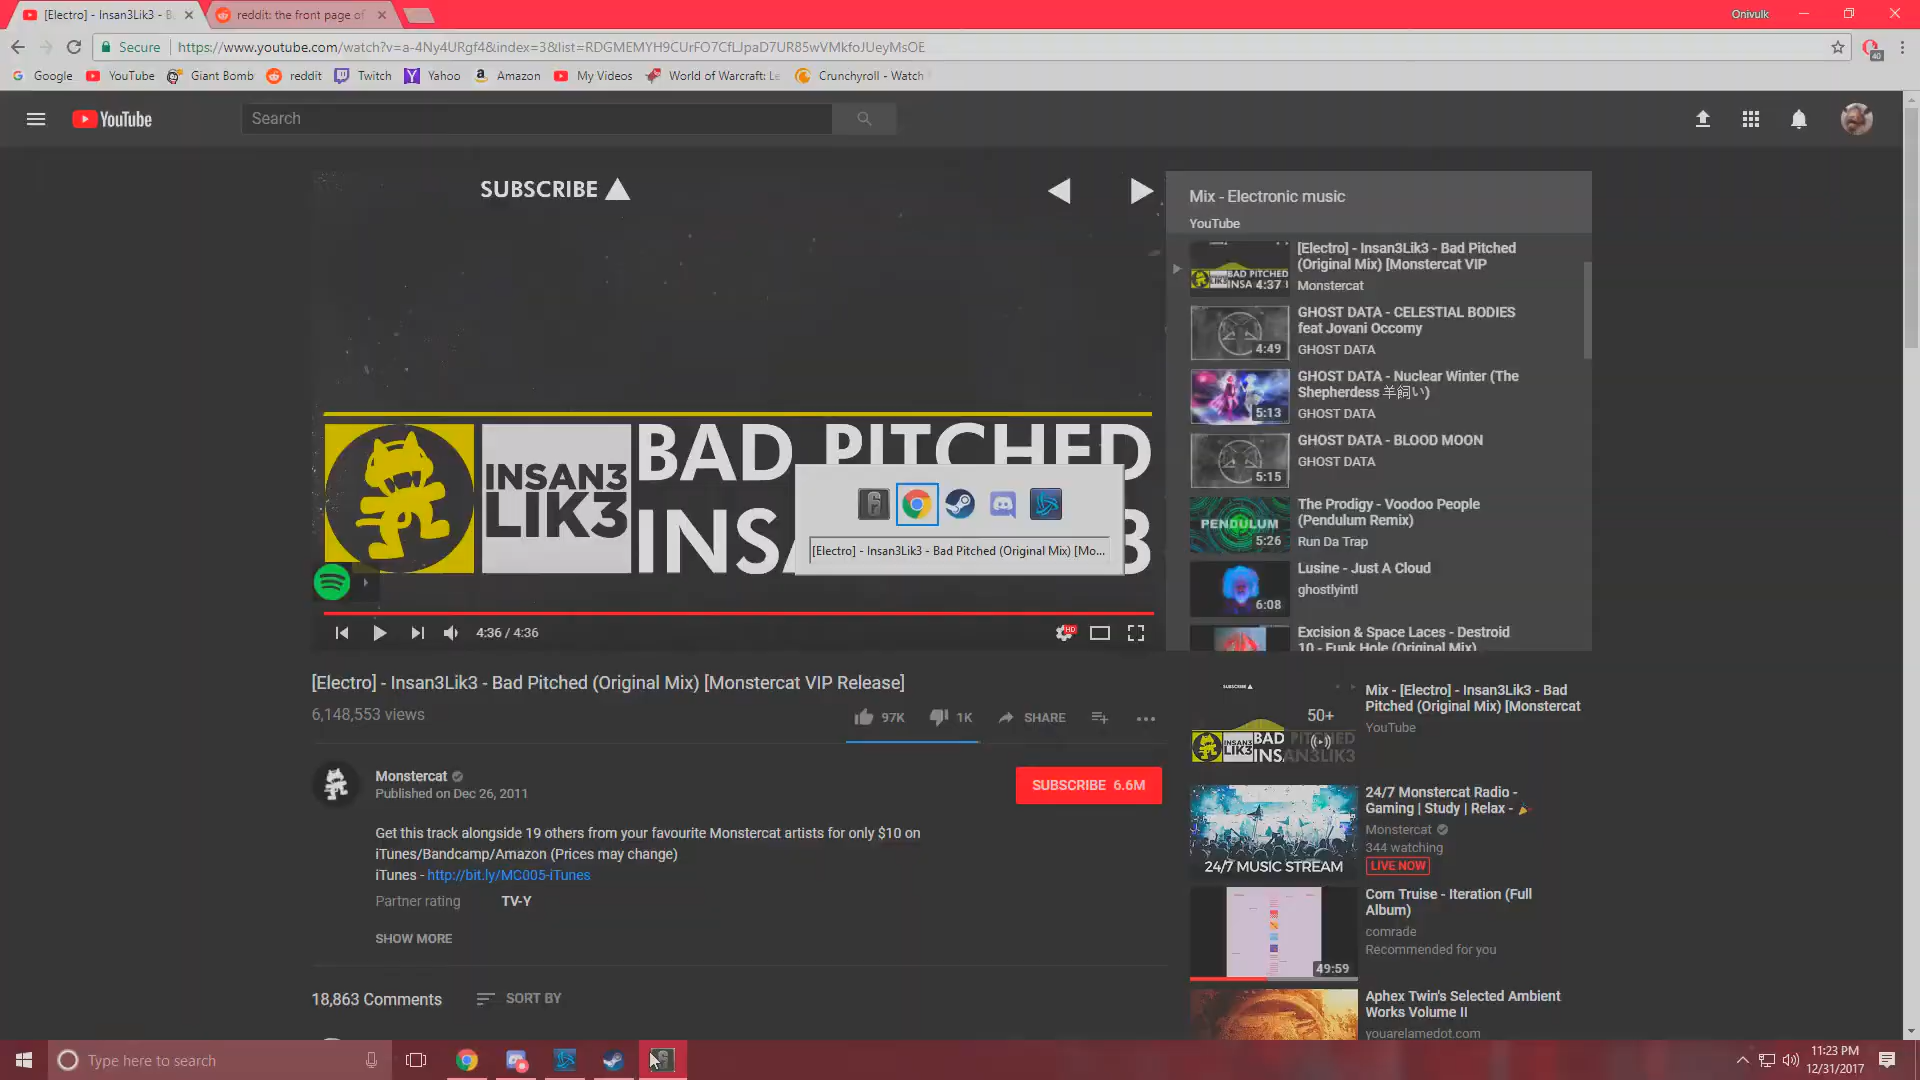 [Electro] - Insan3Lik3 - B
reddit: the front page of
Onivulk
Secure
https://www.youtube.com/watch?v=a-4Ny4URgf4&index=3&list=RDGMEMYH9CUrFO7CfLJpaD7UR85wVMkfoJUeyMsOE
40
Google
YouTube
Giant Bomb
reddit
Twitch
Yahoo
Amazon
My Videos
World of Warcraft: Le
Crunchyroll - Watch
YouTube
Search
SUBSCRIBE
Mix - Electronic music
YouTube
[Electro] - Insan3Lik3 - Bad Pitched
(Original Mix) [Monstercat VIP
Monstercat
4:37
GHOST DATA - CELESTIAL BODIES
feat Jovani Occomy
GHOST DATA
4:49
GHOST DATA - Nuclear Winter (The
Shepherdess 羊飼い)
GHOST DATA
5:13
GHOST DATA - BLOOD MOON
GHOST DATA
5:15
The Prodigy - Voodoo People
(Pendulum Remix)
Run Da Trap
PENDULUM
5:26
Lusine - Just A Cloud
ghostlyintl
6:08
Excision & Space Laces - Destroid
10 - Funk Hole (Original Mix)
INSAN3
LIK3
BAD PITCHED
INSA
3
[Electro] - Insan3Lik3 - Bad Pitched (Original Mix) [Mo...
4:36 / 4:36
HD
[Electro] - Insan3Lik3 - Bad Pitched (Original Mix) [Monstercat VIP Release]
6,148,553 views
97K
1K
SHARE
Monstercat
Published on Dec 26, 2011
SUBSCRIBE 6.6M
Get this track alongside 19 others from your favourite Monstercat artists for only $10 on
iTunes/Bandcamp/Amazon (Prices may change)
iTunes - http://bit.ly/MC005-iTunes
Partner rating
TV-Y
SHOW MORE
18,863 Comments
SORT BY
SUBSCRIBE
50+
INSAN3
LIK3
BAD PITCHED
INSAN3LIK3
Mix - [Electro] - Insan3Lik3 - Bad
Pitched (Original Mix) [Monstercat
YouTube
24/7 MUSIC STREAM
24/7 Monstercat Radio -
Gaming | Study | Relax -
Monstercat
344 watching
LIVE NOW
Com Truise - Iteration (Full
Album)
comrade
Recommended for you
49:59
Aphex Twin's Selected Ambient
Works Volume II
youarelamedot.com
Type here to search
11:23 PM
12/31/2017